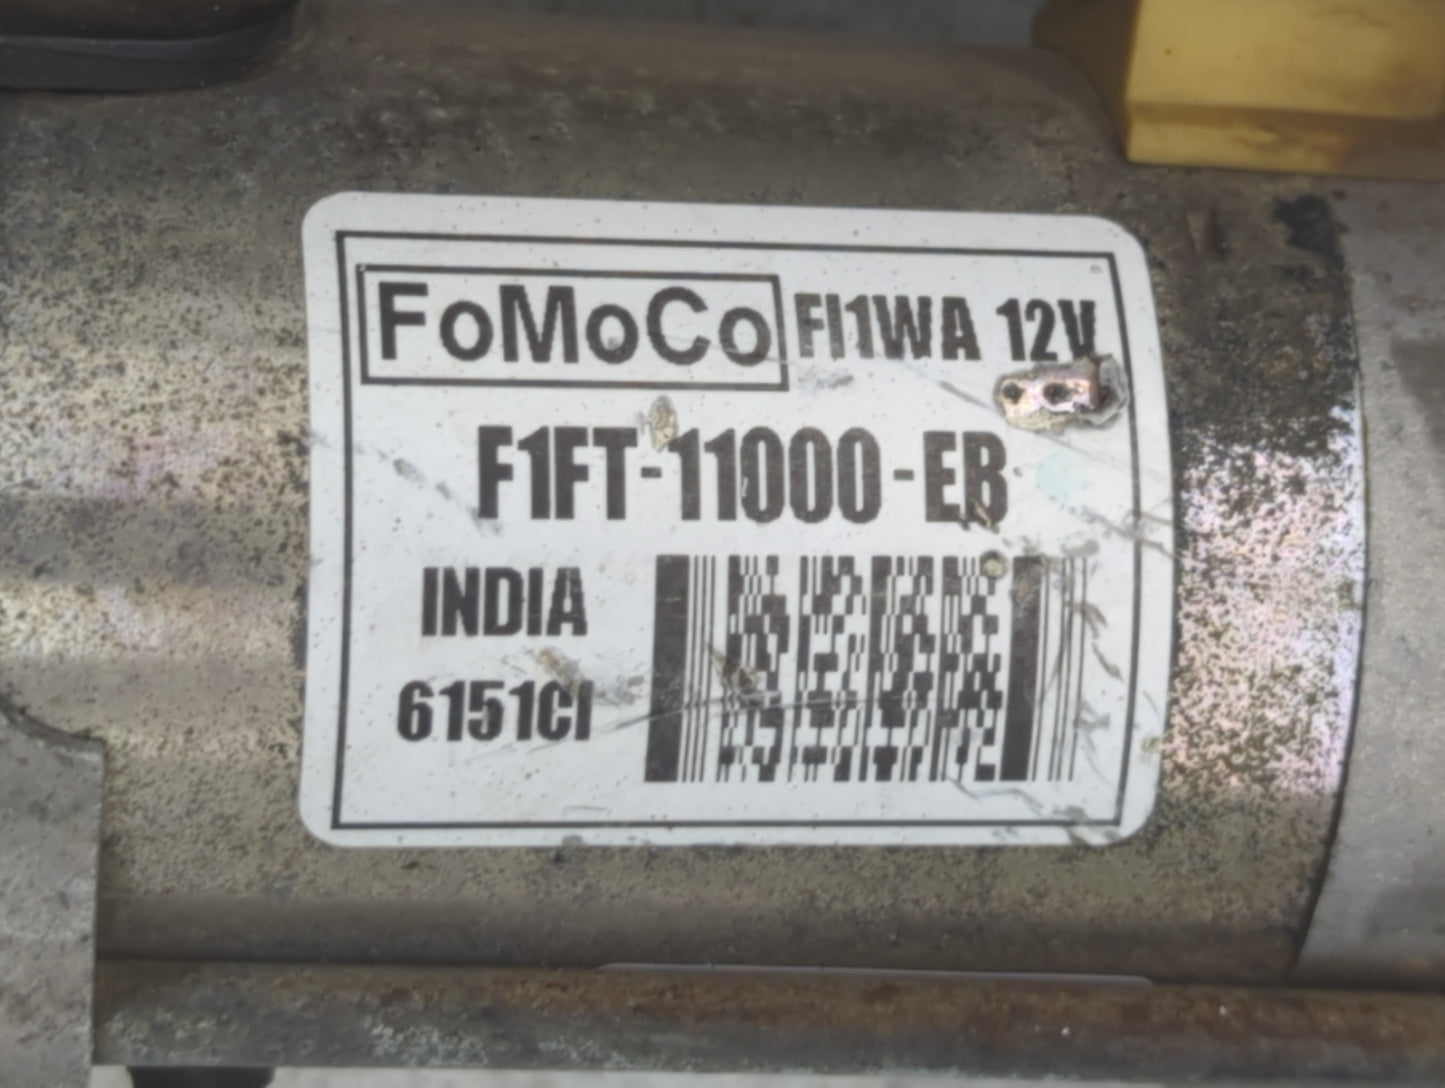 FoMoCo FI1WA 12V
F1FT-11000-EB
INDIA
6151CI